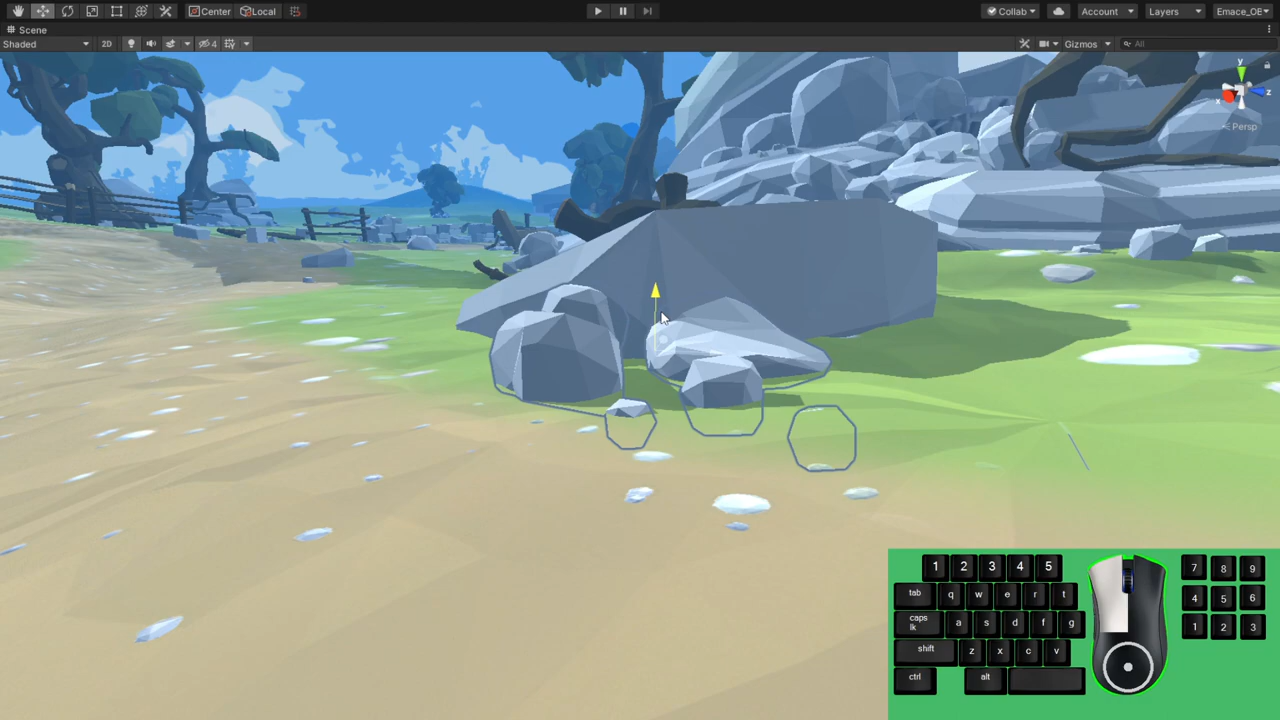 Center Local Collab Account Layers Emace_OE
Scene
Shaded 2D 4 Gizmos All
y
x z
Persp
1 2 3 4 5 7 8 9
tab q w e r t 4 5 6
caps lk a s d f g 1 2 3
shift z x c v
ctrl alt